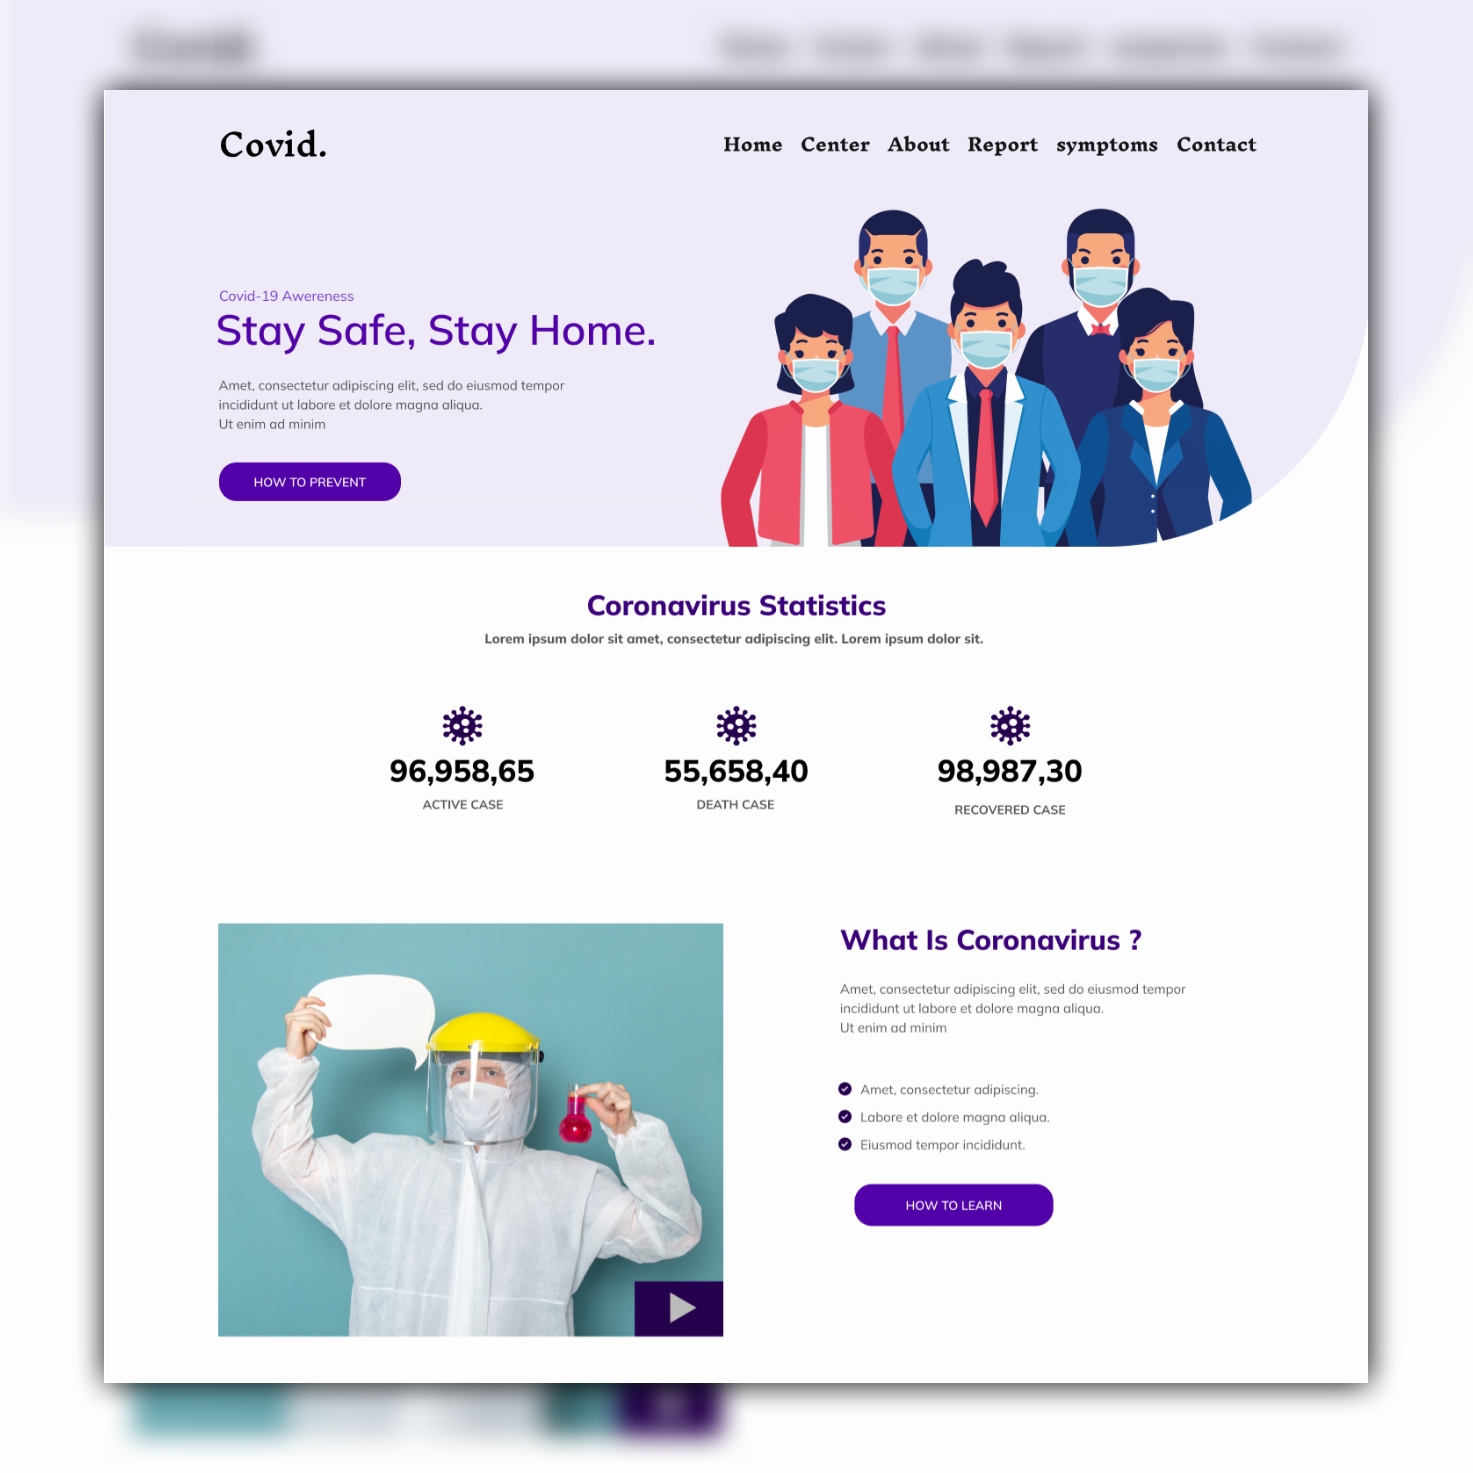 Covid.
Home Center About Report symptoms Contact
Covid-19 Awereness
Stay Safe, Stay Home.
Amet, consectetur adipiscing elit, sed do eiusmod tempor
incididunt ut labore et dolore magna aliqua.
Ut enim ad minim
HOW TO PREVENT
Coronavirus Statistics
Lorem ipsum dolor sit amet, consectetur adipiscing elit. Lorem ipsum dolor sit.
96,958,65 55,658,40 98,987,30
ACTIVE CASE DEATH CASE RECOVERED CASE
What Is Coronavirus ?
Amet, consectetur adipiscing elit, sed do eiusmod tempor
incididunt ut labore et dolore magna aliqua.
Ut enim ad minim
Amet, consectetur adipiscing.
Labore et dolore magna aliqua.
Eiusmod tempor incididunt.
HOW TO LEARN